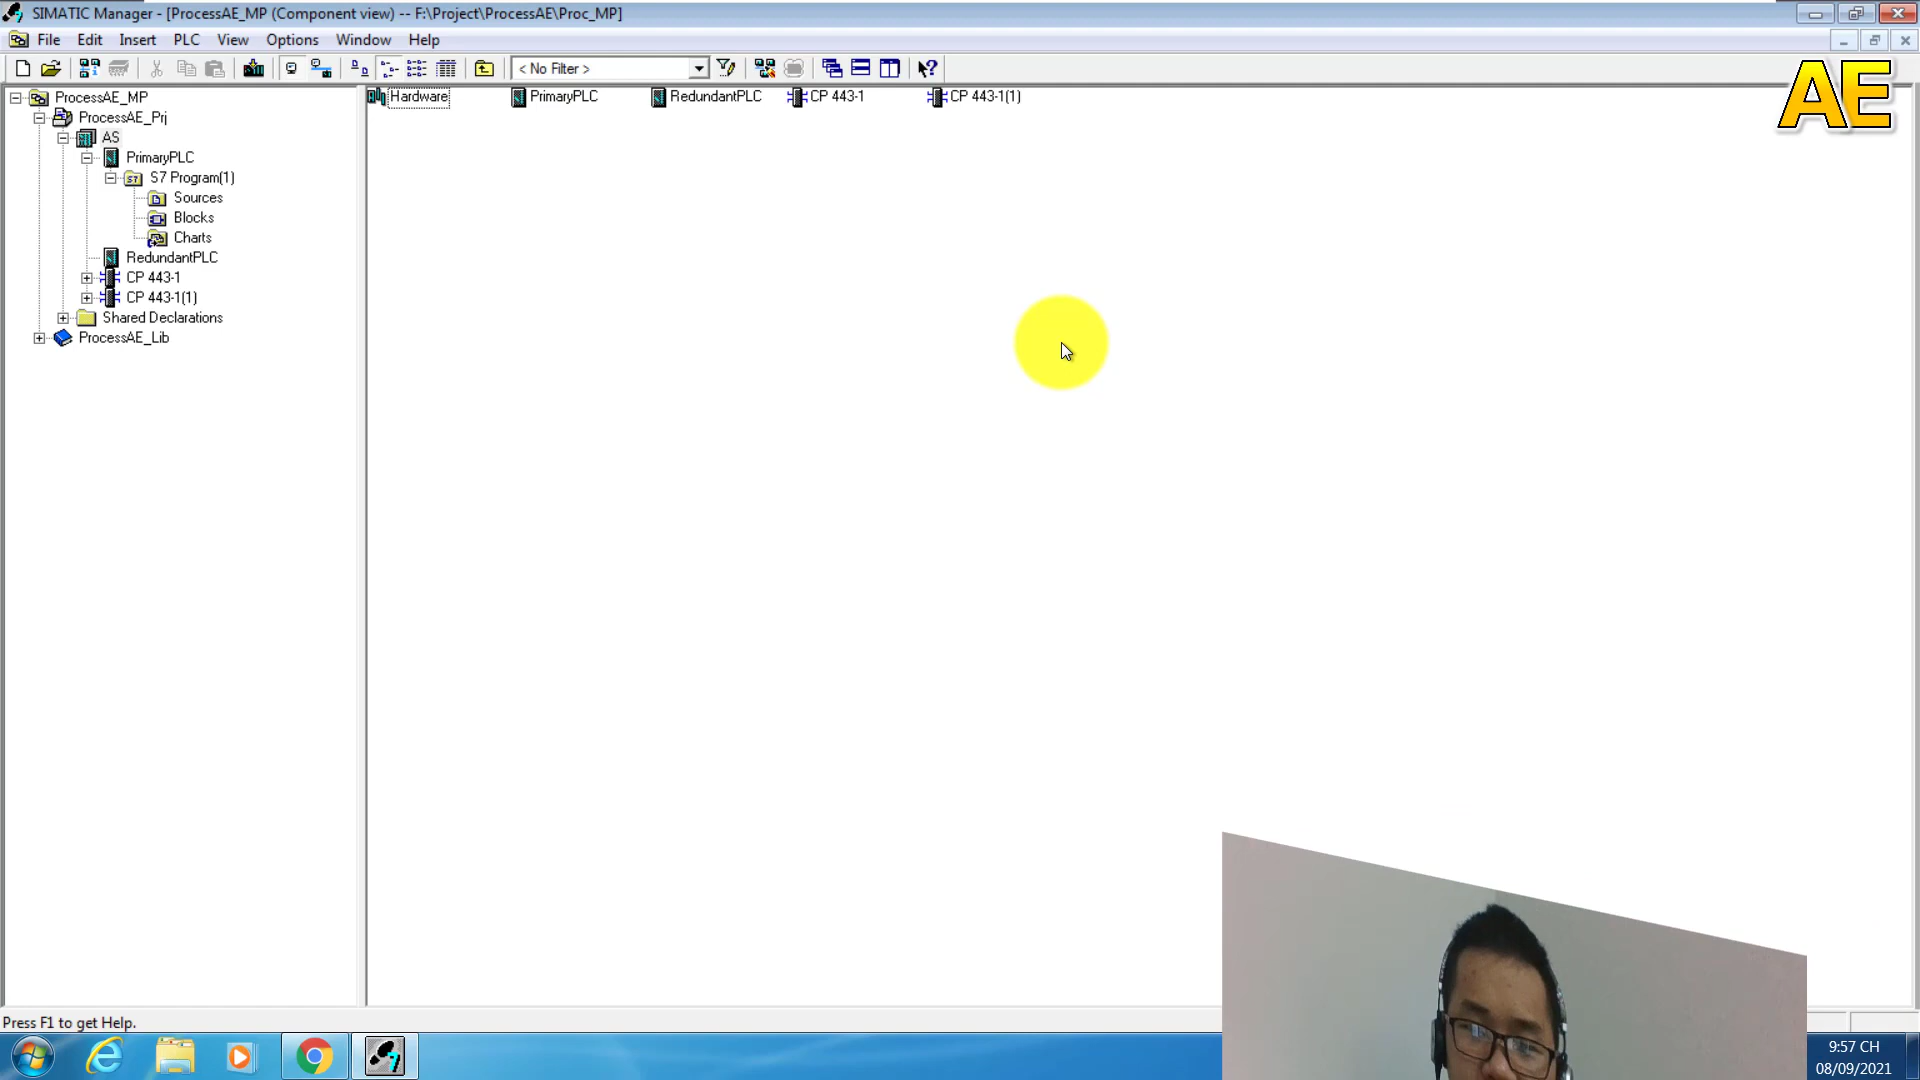 SIMATIC Manager - [ProcessAE_MP (Component view) -- F:\Project\ProcessAE\Proc_MP]
File Edit Insert PLC View Options Window Help
< No Filter >
AE
ProcessAE_MP
ProcessAE_Prj
AS
PrimaryPLC
S7 Program(1)
Sources
Blocks
Charts
RedundantPLC
CP 443-1
CP 443-1(1)
Shared Declarations
ProcessAE_Lib
Hardware PrimaryPLC RedundantPLC CP 443-1 CP 443-1(1)
Press F1 to get Help.
9:57 CH
08/09/2021